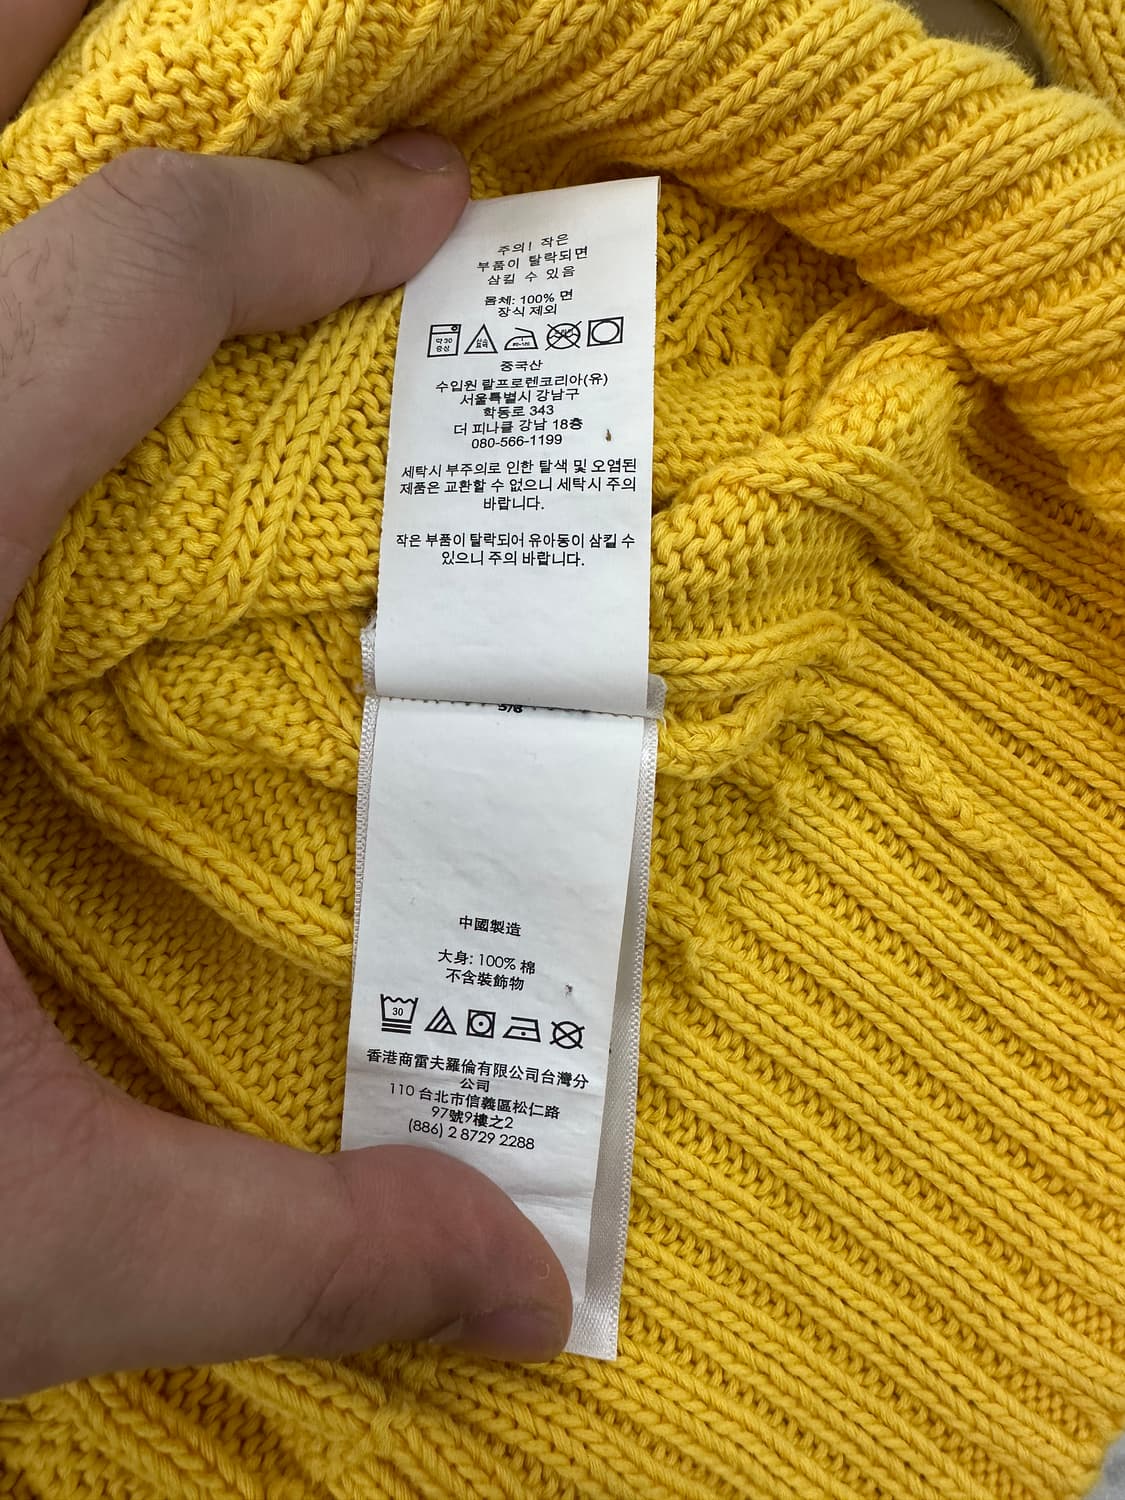 주의! 작은
부품이 탈락되면
삼킬 수 있음
몸체: 100% 면
장식 제외
약 30
중성
80~120
중국산
수입원 랄프로렌코리아(유)
서울특별시 강남구
학동로 343
더 피나클 강남 18층
080-566-1199
세탁시 부주의로 인한 탈색 및 오염된
제품은 교환할 수 없으니 세탁시 주의
바랍니다.
작은 부품이 탈락되어 유아동이 삼킬 수
있으니 주의 바랍니다.
5/8
中國製造
大身: 100% 棉
不含裝飾物
30
香港商雷夫羅倫有限公司台灣分
公司
110 台北市信義區松仁路
97號9樓之2
(886) 2 8729 2288